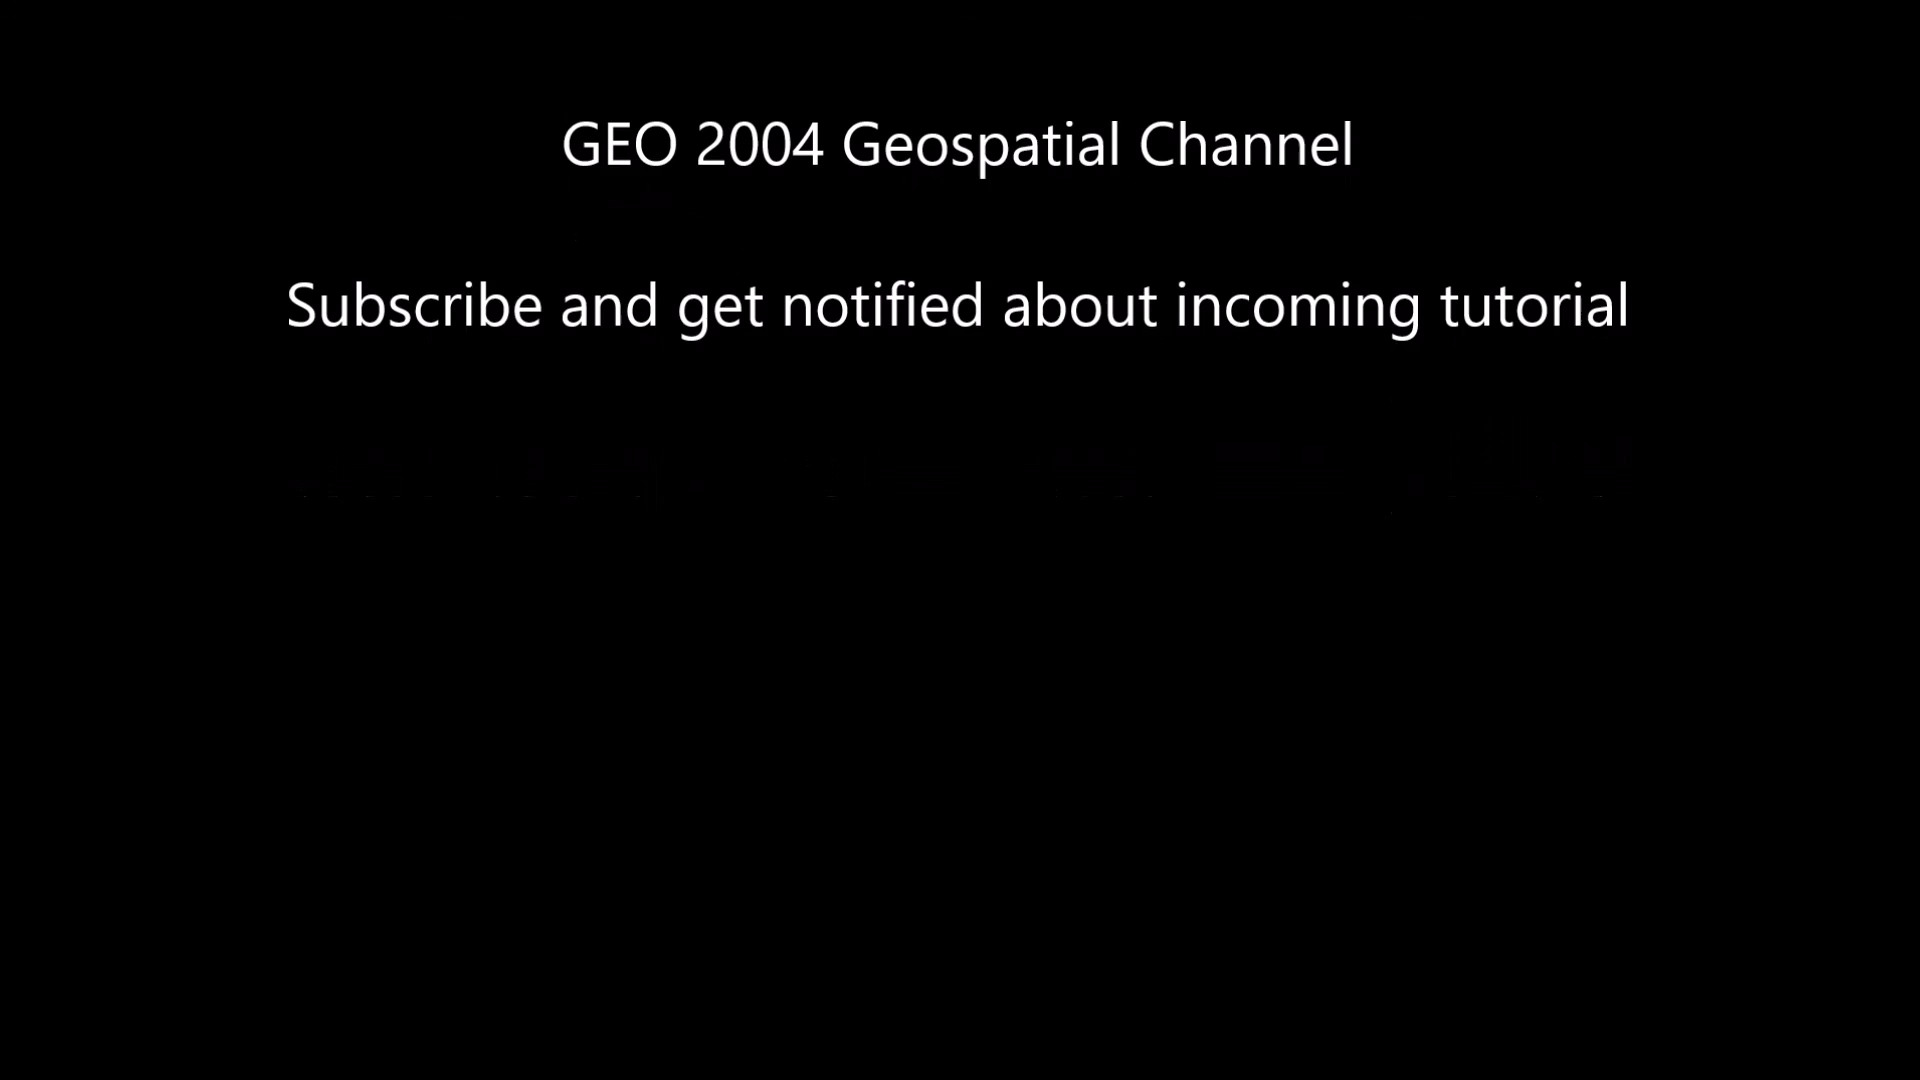 GEO 2004 Geospatial Channel
Subscribe and get notified about incoming tutorial